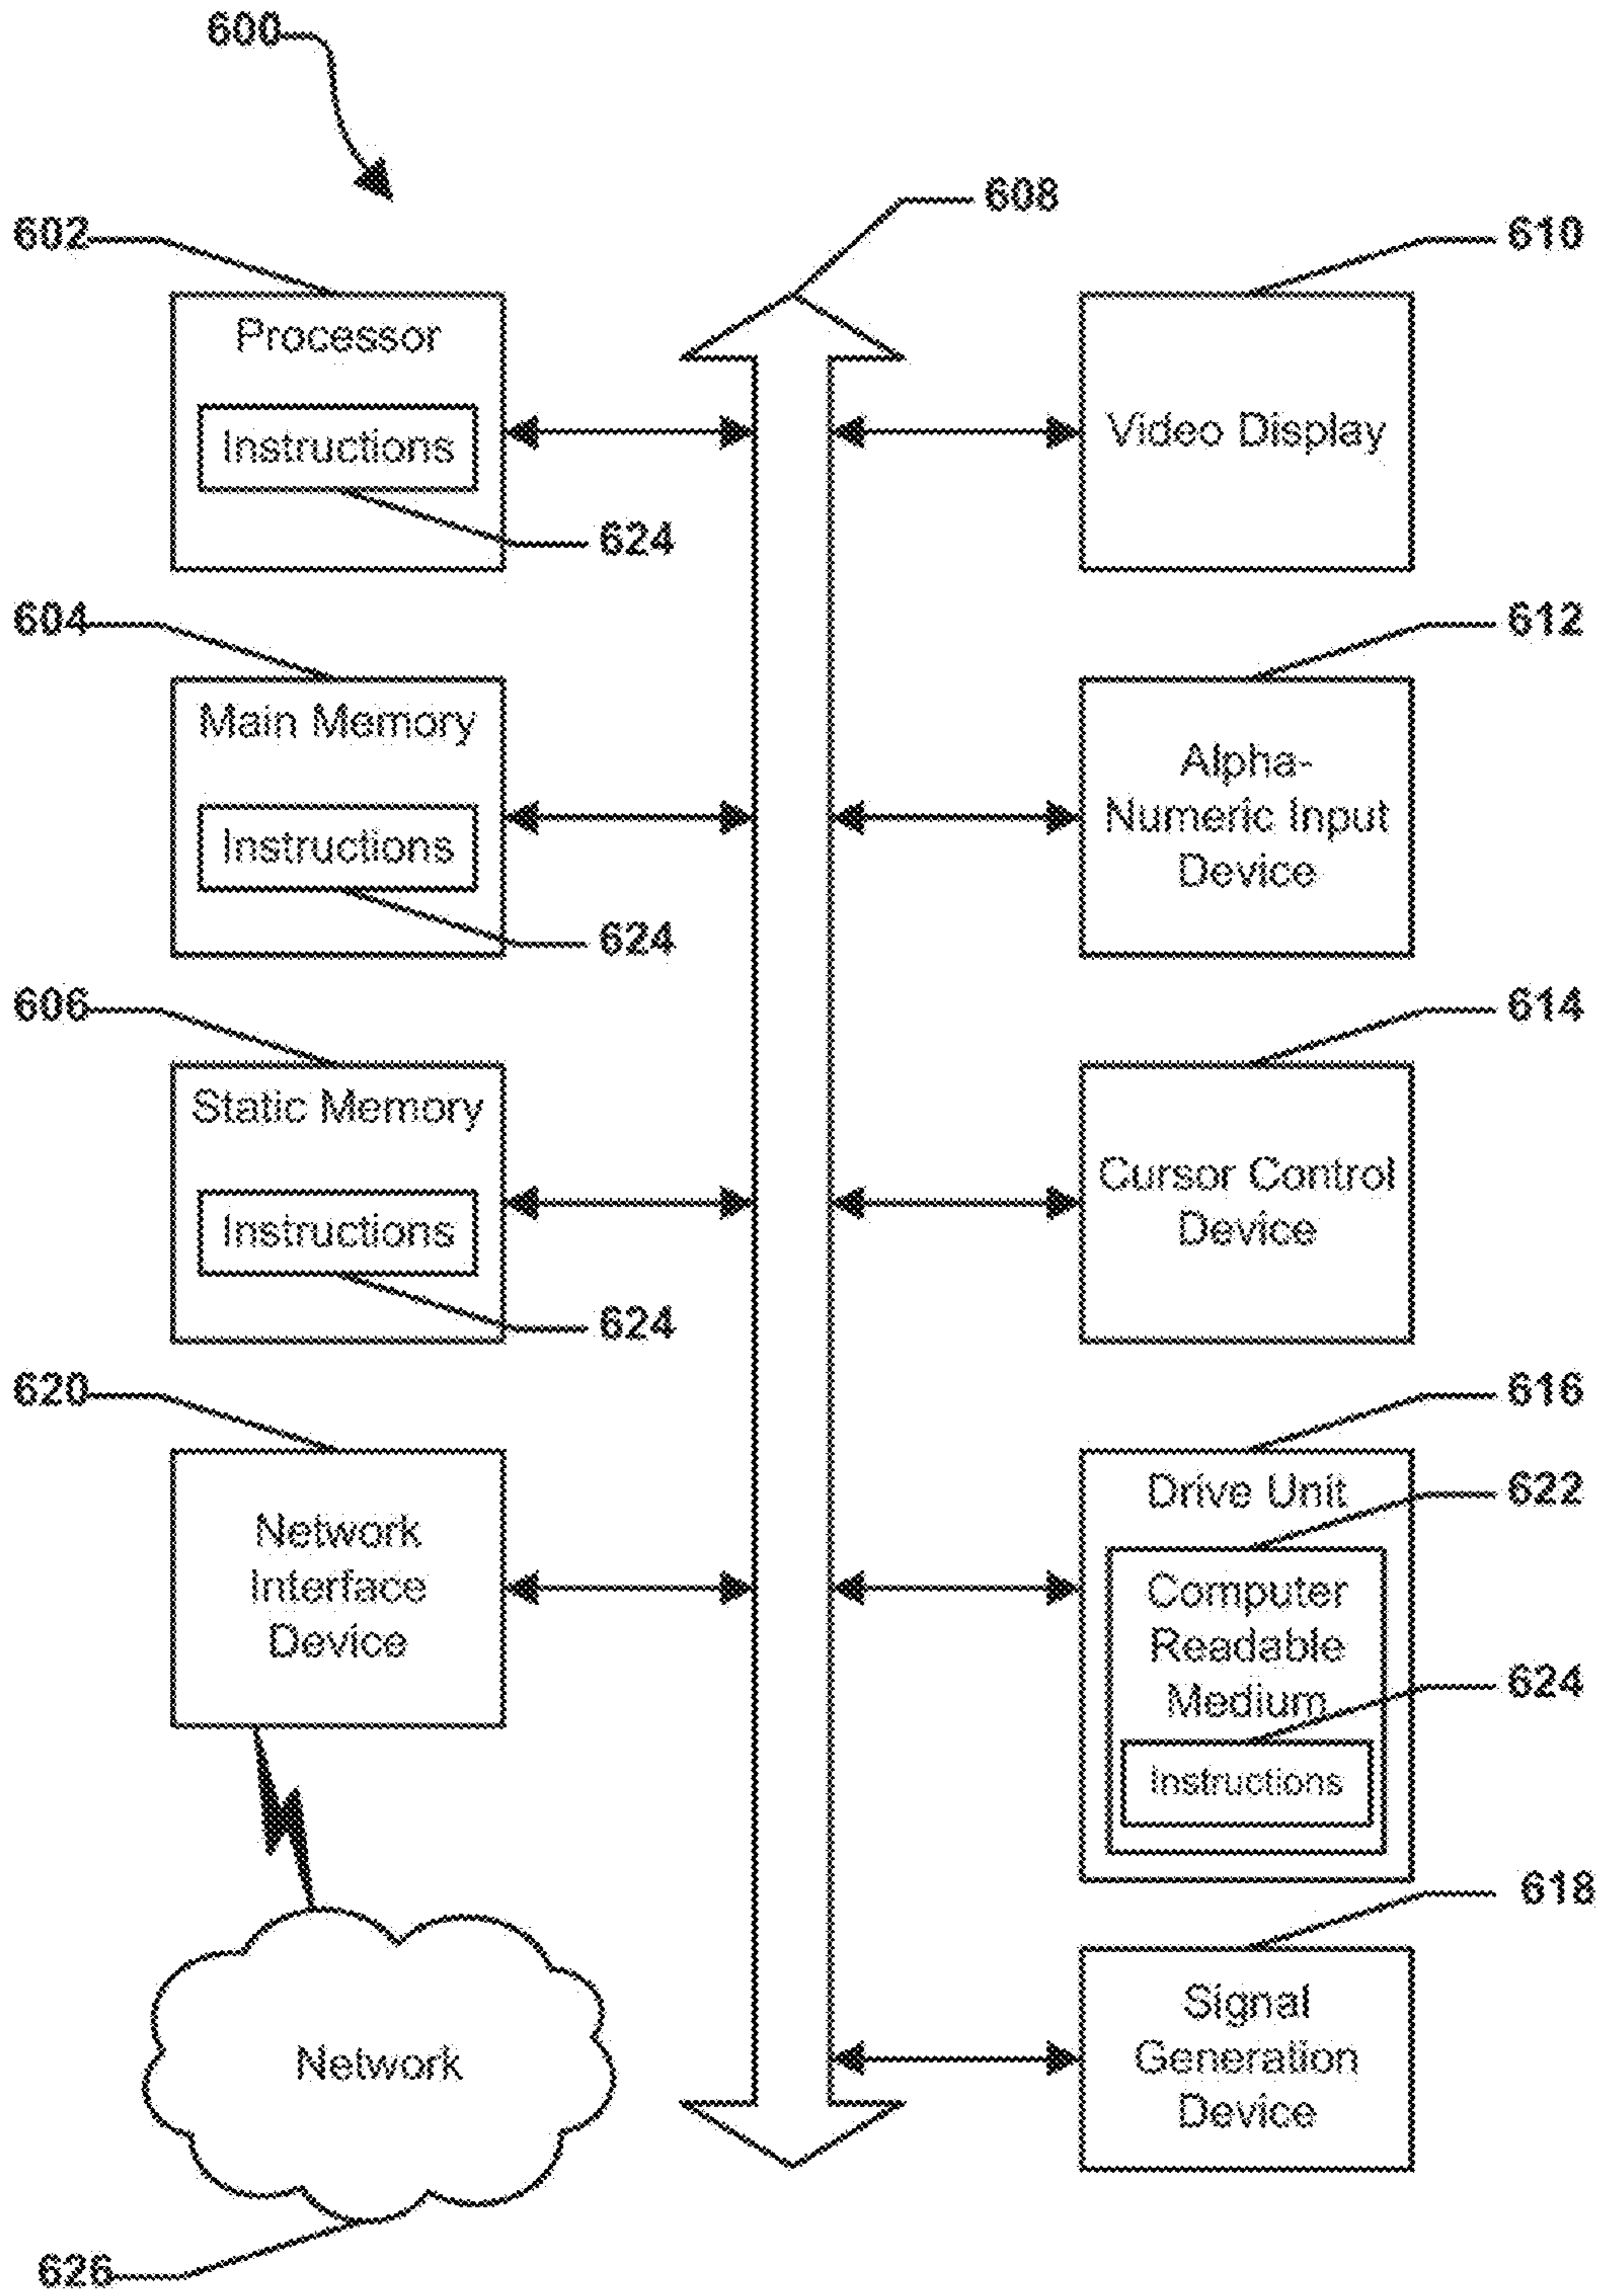 600
608
602
610
Processor
Instructions
624
Video Display
604
612
Main Memory
Instructions
624
Alpha-
Numeric Input
Device
606
614
Static Memory
Instructions
624
Cursor Control
Device
620
616
Network
Interface
Device
Drive Unit
622
Computer
Readable
Medium
624
Instructions
618
Signal
Generation
Device
Network
626